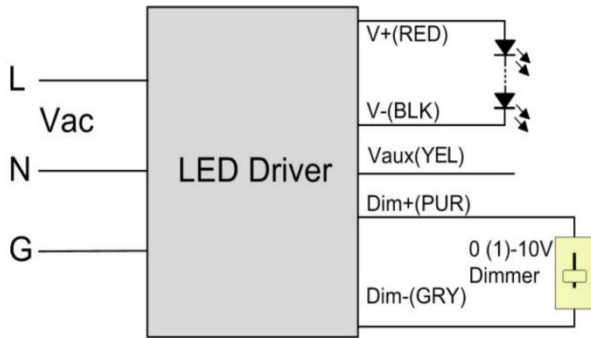 L
Vac
N
G
LED Driver
V+(RED)
V-(BLK)
Vaux(YEL)
Dim+(PUR)
0 (1)-10V
Dimmer
Dim-(GRY)